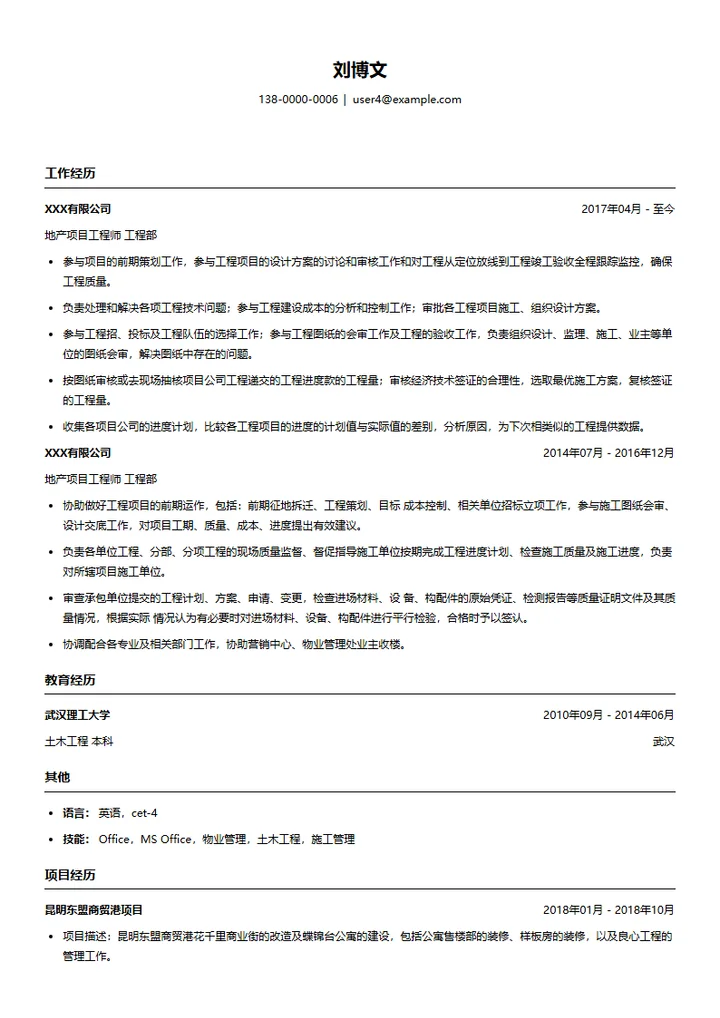 刘博文
138-0000-0006 | user4@example.com
工作经历
XXX有限公司 2017年04月 - 至今
地产项目工程师 工程部
• 参与项目的前期策划工作，参与工程项目的设计方案的讨论和审核工作和对工程从定位放线到工程竣工验收全程跟踪监控，确保
工程质量。
• 负责处理和解决各项工程技术问题；参与工程建设成本的分析和控制工作；审批各工程项目施工、组织设计方案。
• 参与工程招、投标及工程队伍的选择工作；参与工程图纸的会审工作及工程的验收工作，负责组织设计、监理、施工、业主等单
位的图纸会审，解决图纸中存在的问题。
• 按图纸审核或去现场抽核项目公司工程递交的工程进度款的工程量；审核经济技术签证的合理性，选取最优施工方案，复核签证
的工程量。
• 收集各项目公司的进度计划，比较各工程项目的进度的计划值与实际值的差别，分析原因，为下次相类似的工程提供数据。
XXX有限公司 2014年07月 - 2016年12月
地产项目工程师 工程部
• 协助做好工程项目的前期运作，包括：前期征地拆迁、工程策划、目标 成本控制、相关单位招标立项工作，参与施工图纸会审、
设计交底工作，对项目工期、质量、成本、进度提出有效建议。
• 负责各单位工程、分部、分项工程的现场质量监督、督促指导施工单位按期完成工程进度计划、检查施工质量及施工进度，负责
对所辖项目施工单位。
• 审查承包单位提交的工程计划、方案、申请、变更，检查进场材料、设 备、构配件的原始凭证、检测报告等质量证明文件及其质
量情况，根据实际 情况认为有必要时对进场材料、设备、构配件进行平行检验，合格时予以签认。
• 协调配合各专业及相关部门工作，协助营销中心、物业管理处业主收楼。
教育经历
武汉理工大学 2010年09月 - 2014年06月
土木工程 本科 武汉
其他
• 语言： 英语，cet-4
• 技能： Office，MS Office，物业管理，土木工程，施工管理
项目经历
昆明东盟商贸港项目 2018年01月 - 2018年10月
• 项目描述：昆明东盟商贸港花千里商业街的改造及蝶锦台公寓的建设，包括公寓售楼部的装修、样板房的装修，以及良心工程的
管理工作。